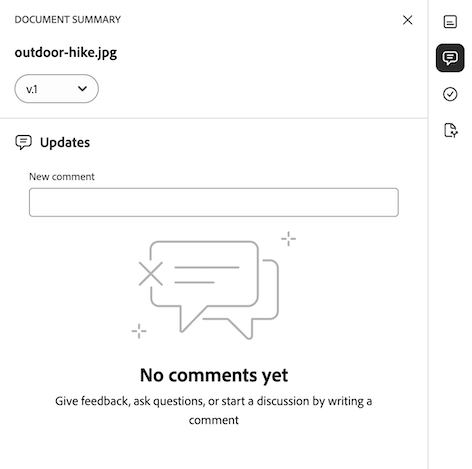 DOCUMENT SUMMARY
outdoor-hike.jpg
v.1
Updates
New comment
No comments yet
Give feedback, ask questions, or start a discussion by writing a
comment